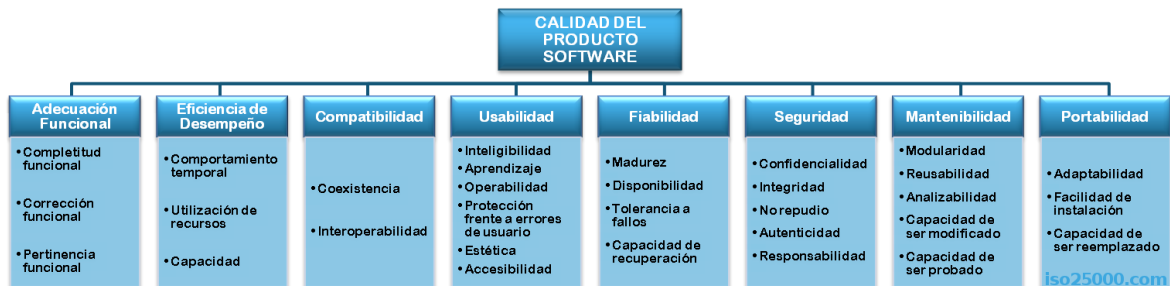 CALIDAD DEL
PRODUCTO
SOFTWARE
Adecuación
Funcional
• Completitud
funcional
• Corrección
funcional
• Pertinencia
funcional
Eficiencia de
Desempeño
• Comportamiento
temporal
• Utilización de
recursos
• Capacidad
Compatibilidad
• Coexistencia
• Interoperabilidad
Usabilidad
• Inteligibilidad
• Aprendizaje
• Operabilidad
• Protección
frente a errores
de usuario
• Estética
• Accesibilidad
Fiabilidad
• Madurez
• Disponibilidad
• Tolerancia a
fallos
• Capacidad de
recuperación
Seguridad
• Confidencialidad
• Integridad
• No repudio
• Autenticidad
• Responsabilidad
Mantenibilidad
• Modularidad
• Reusabilidad
• Analizabilidad
• Capacidad de
ser modificado
• Capacidad de
ser probado
Portabilidad
• Adaptabilidad
• Facilidad de
instalación
• Capacidad de
ser reemplazado
iso25000.com